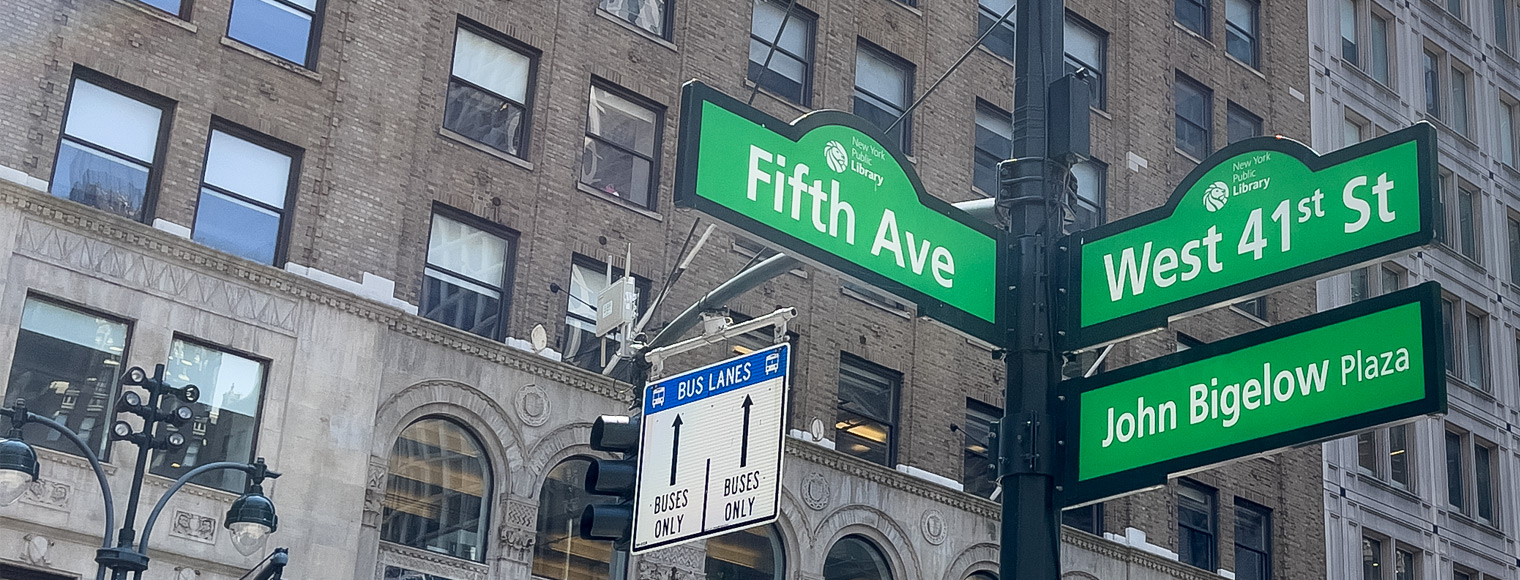 New York
Public
Library
Fifth Ave
New York
Public
Library
West 41st St
John Bigelow Plaza
BUS LANES
BUSES
ONLY
BUSES
ONLY